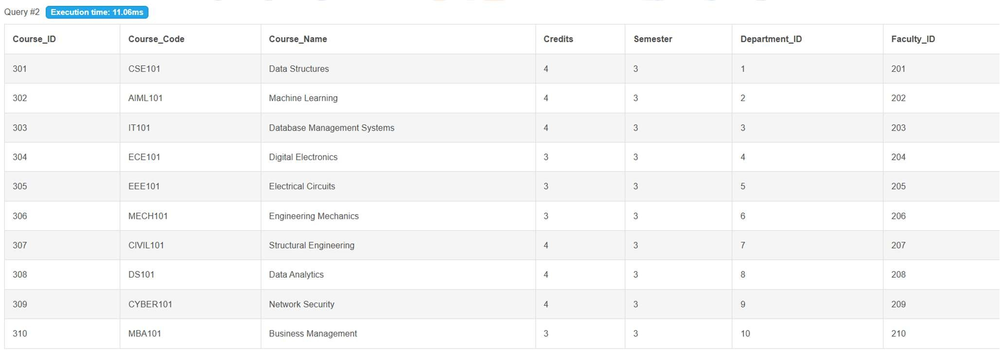 Query #2 Execution time: 11.06ms
Course_ID Course_Code Course_Name Credits Semester Department_ID Faculty_ID
301 CSE101 Data Structures 4 3 1 201
302 AIML101 Machine Learning 4 3 2 202
303 IT101 Database Management Systems 4 3 3 203
304 ECE101 Digital Electronics 3 3 4 204
305 EEE101 Electrical Circuits 3 3 5 205
306 MECH101 Engineering Mechanics 3 3 6 206
307 CIVIL101 Structural Engineering 4 3 7 207
308 DS101 Data Analytics 4 3 8 208
309 CYBER101 Network Security 4 3 9 209
310 MBA101 Business Management 3 3 10 210